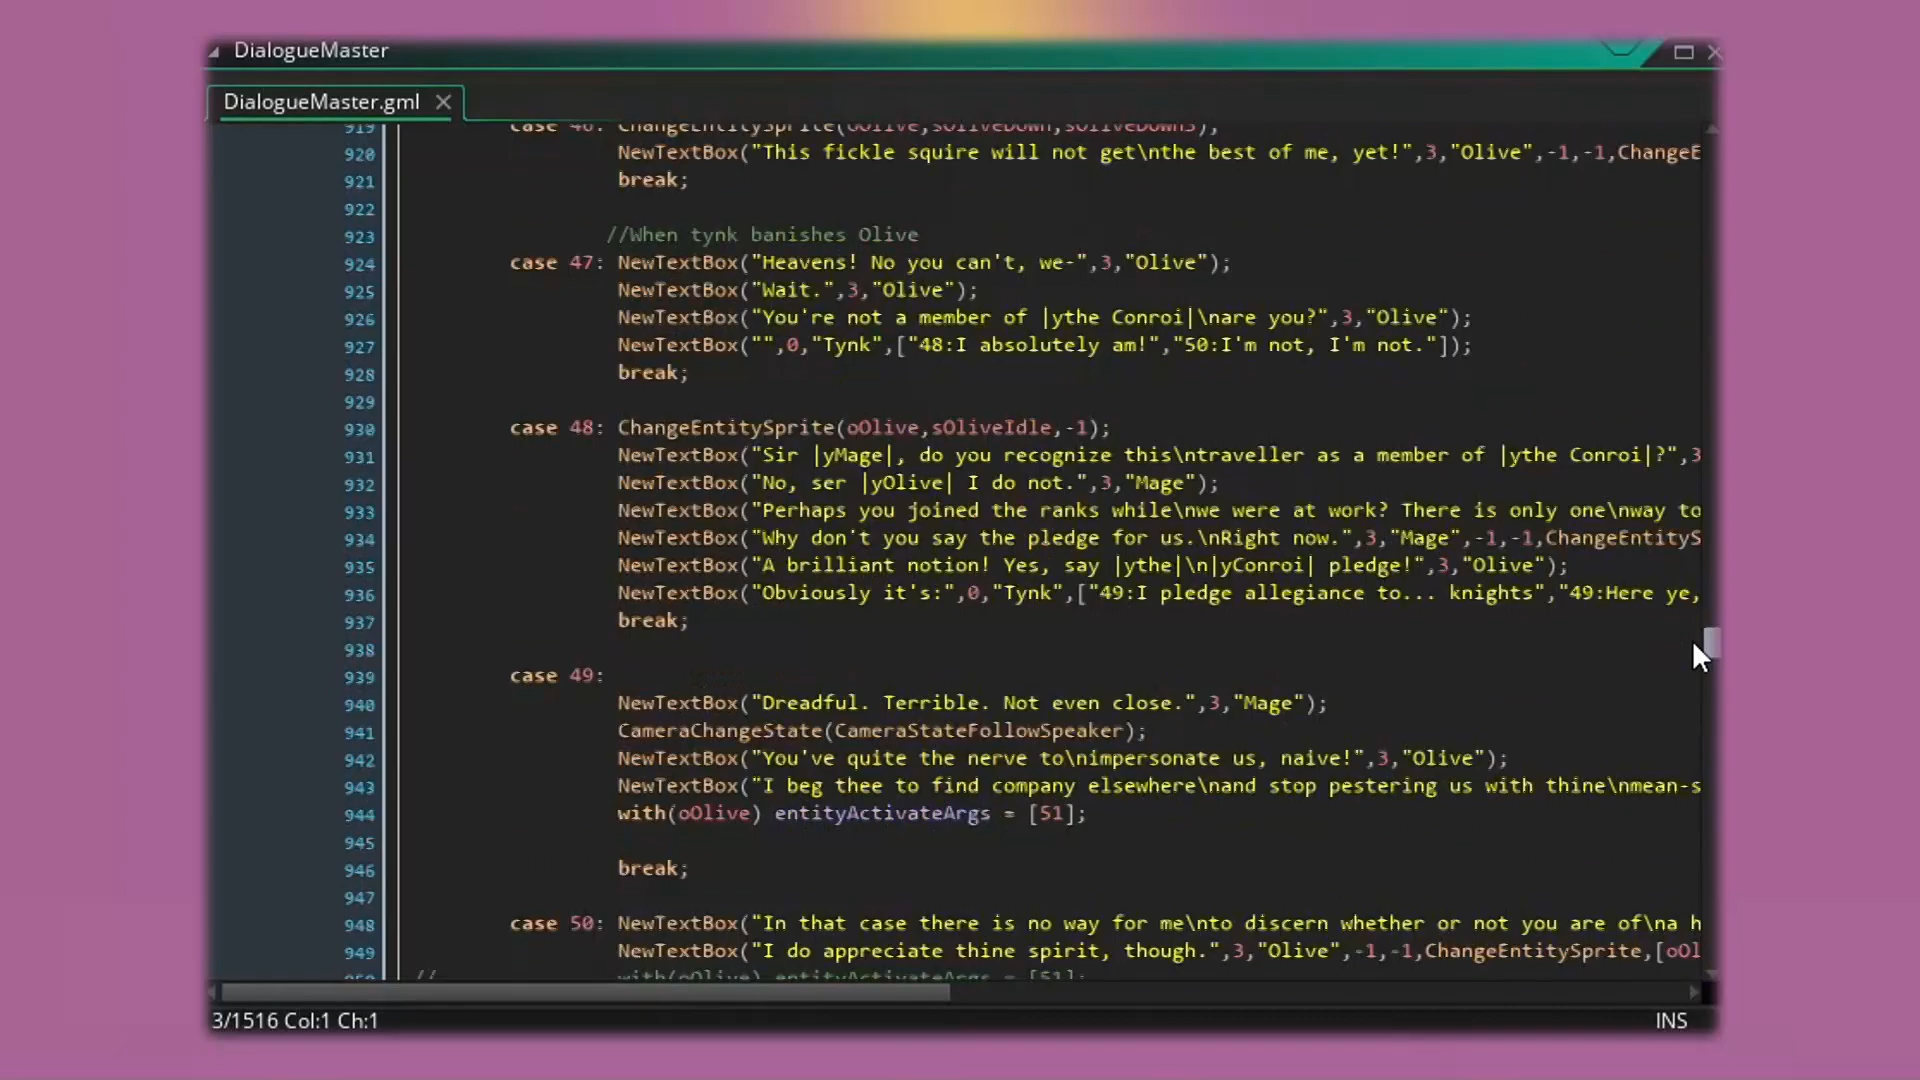 DialogueMaster
DialogueMaster.gml
919 case 46: ChangeEntitySprite(oOlive,sOliveDown,sOliveDownS);
920 NewTextBox("This fickle squire will not get\nthe best of me, yet!",3,"Olive",-1,-1,ChangeE
921 break;
922
923 //When tynk banishes Olive
924 case 47: NewTextBox("Heavens! No you can't, we-",3,"Olive");
925 NewTextBox("Wait.",3,"Olive");
926 NewTextBox("You're not a member of |ythe Conroi|\nare you?",3,"Olive");
927 NewTextBox("",0,"Tynk",["48:I absolutely am!","50:I'm not, I'm not."]);
928 break;
929
930 case 48: ChangeEntitySprite(oOlive,sOliveIdle,-1);
931 NewTextBox("Sir |yMage|, do you recognize this\ntraveller as a member of |ythe Conroi|?",3
932 NewTextBox("No, ser |yOlive| I do not.",3,"Mage");
933 NewTextBox("Perhaps you joined the ranks while\nwe were at work? There is only one\nway to
934 NewTextBox("Why don't you say the pledge for us.\nRight now.",3,"Mage",-1,-1,ChangeEntityS
935 NewTextBox("A brilliant notion! Yes, say |ythe|\n|yConroi| pledge!",3,"Olive");
936 NewTextBox("Obviously it's:",0,"Tynk",["49:I pledge allegiance to... knights","49:Here ye,
937 break;
938
939 case 49:
940 NewTextBox("Dreadful. Terrible. Not even close.",3,"Mage");
941 CameraChangeState(CameraStateFollowSpeaker);
942 NewTextBox("You've quite the nerve to\nimpersonate us, naive!",3,"Olive");
943 NewTextBox("I beg thee to find company elsewhere\nand stop pestering us with thine\nmean-s
944 with(oOlive) entityActivateArgs = [51];
945
946 break;
947
948 case 50: NewTextBox("In that case there is no way for me\nto discern whether or not you are of\na h
949 NewTextBox("I do appreciate thine spirit, though.",3,"Olive",-1,-1,ChangeEntitySprite,[oOl
950 // with(oOlive) entityActivateArgs = [51];
3/1516 Col:1 Ch:1
INS